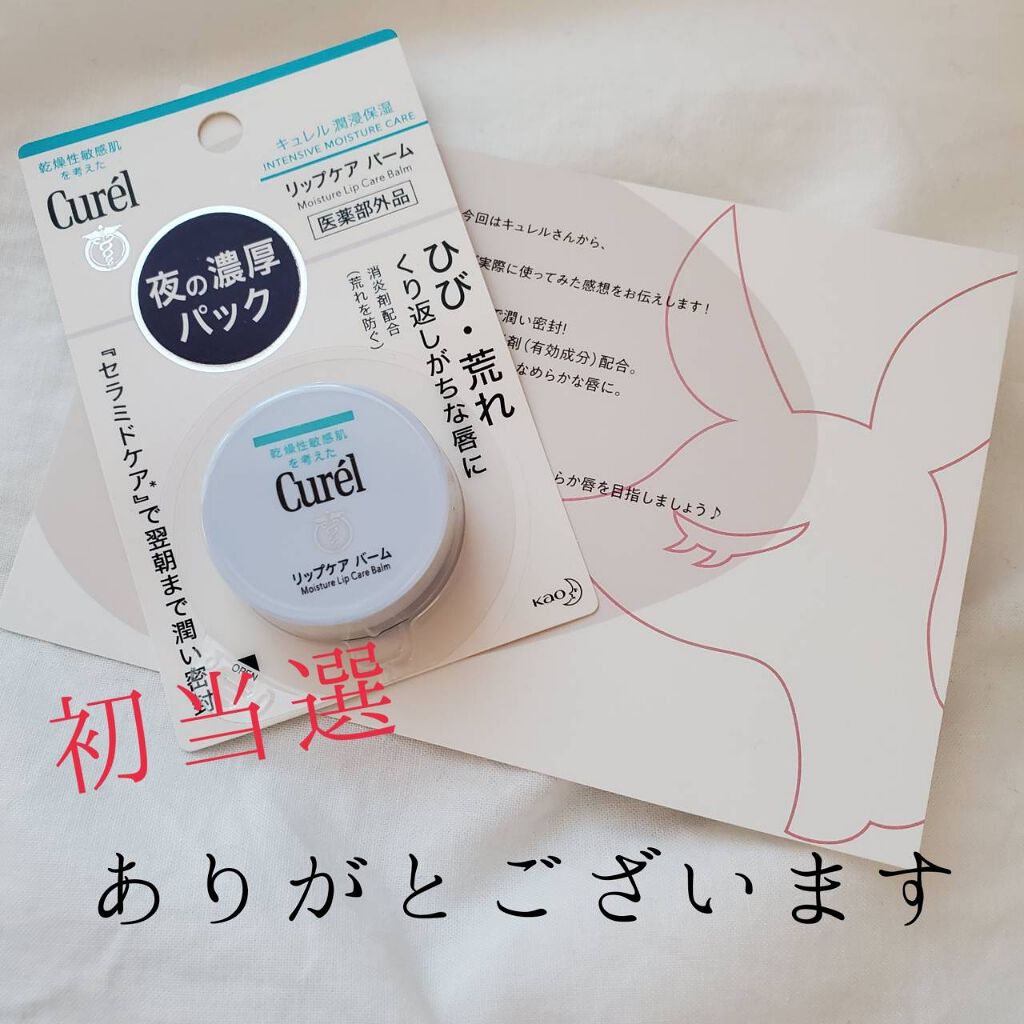 乾燥性敏感肌
を考えた
Curél
キュレル 潤浸保湿
INTENSIVE MOISTURE CARE
リップケア バーム
Moisture Lip Care Balm
医薬部外品
夜の濃厚
パック
ひび・荒れ
くり返しがちな唇に
消炎剤配合
(荒れを防ぐ)
『セラミドケア*』で翌朝まで潤い密封
乾燥性敏感肌
を考えた
Curél
リップケア バーム
Moisture Lip Care Balm
OPEN
Kao
今回はキュレルさんから、
実際に使ってみた感想をお伝えします!
で潤い密封!
剤(有効成分)配合。
なめらかな唇に。
らか唇を目指しましょう♪
初当選
ありがとございます